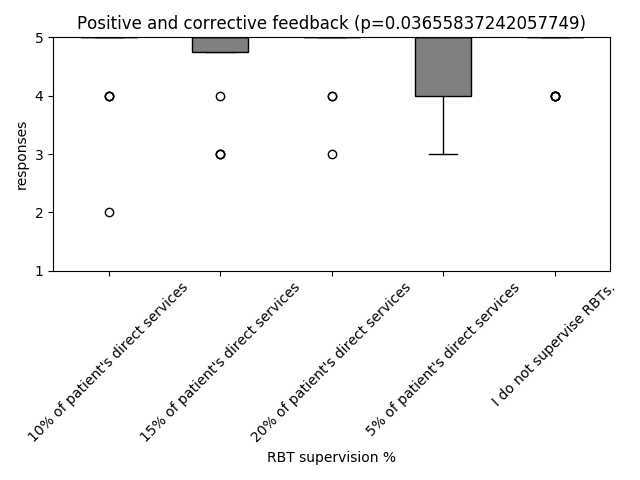 Positive and corrective feedback (p=0.03655837242057749)
5
4
3
2
1
responses
10% of patient's direct services
15% of patient's direct services
20% of patient's direct services
5% of patient's direct services
I do not supervise RBTs.
RBT supervision %